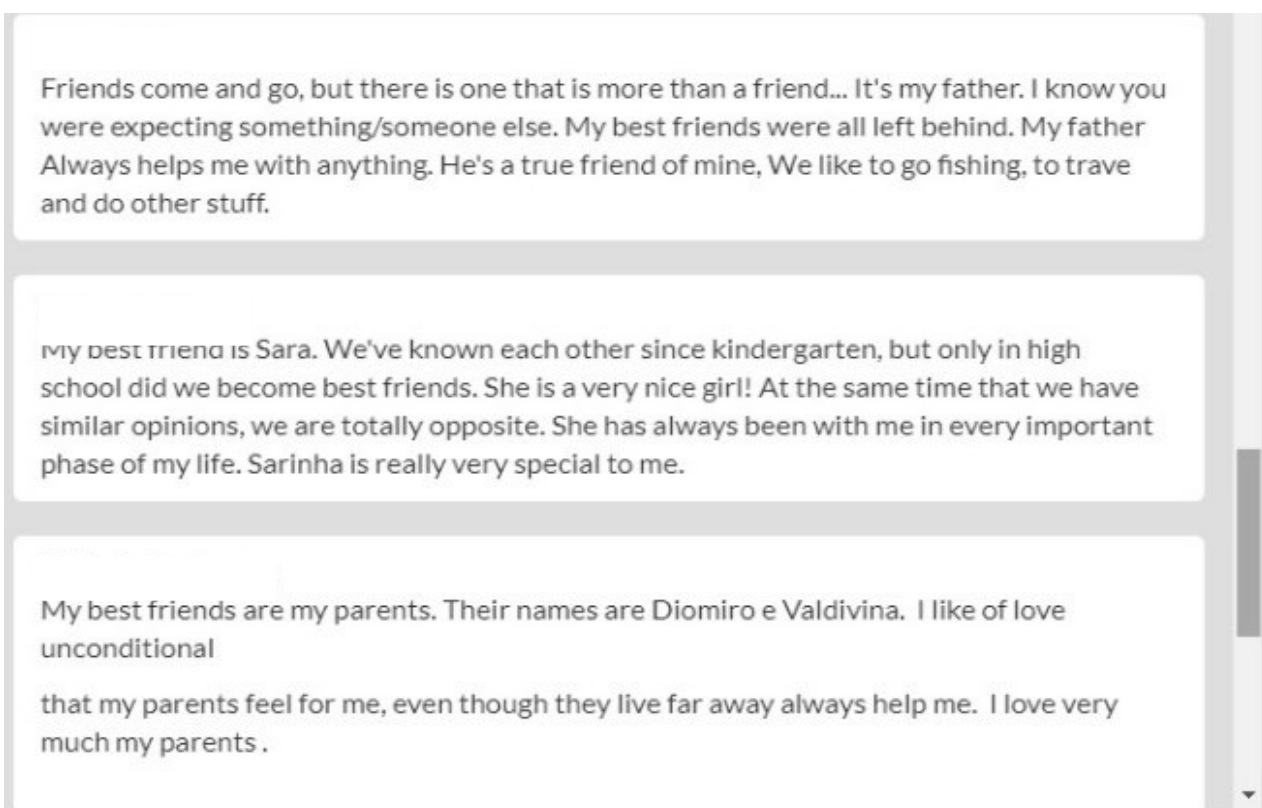 Friends come and go, but there is one that is more than a friend... It's my father. I know you
were expecting something/someone else. My best friends were all left behind. My father
Always helps me with anything. He's a true friend of mine, We like to go fishing, to trave
and do other stuff.
My best friend is Sara. We've known each other since kindergarten, but only in high
school did we become best friends. She is a very nice girl! At the same time that we have
similar opinions, we are totally opposite. She has always been with me in every important
phase of my life. Sarinha is really very special to me.
My best friends are my parents. Their names are Diomiro e Valdivina.  I like of love
unconditional
that my parents feel for me, even though they live far away always help me.  I love very
much my parents .